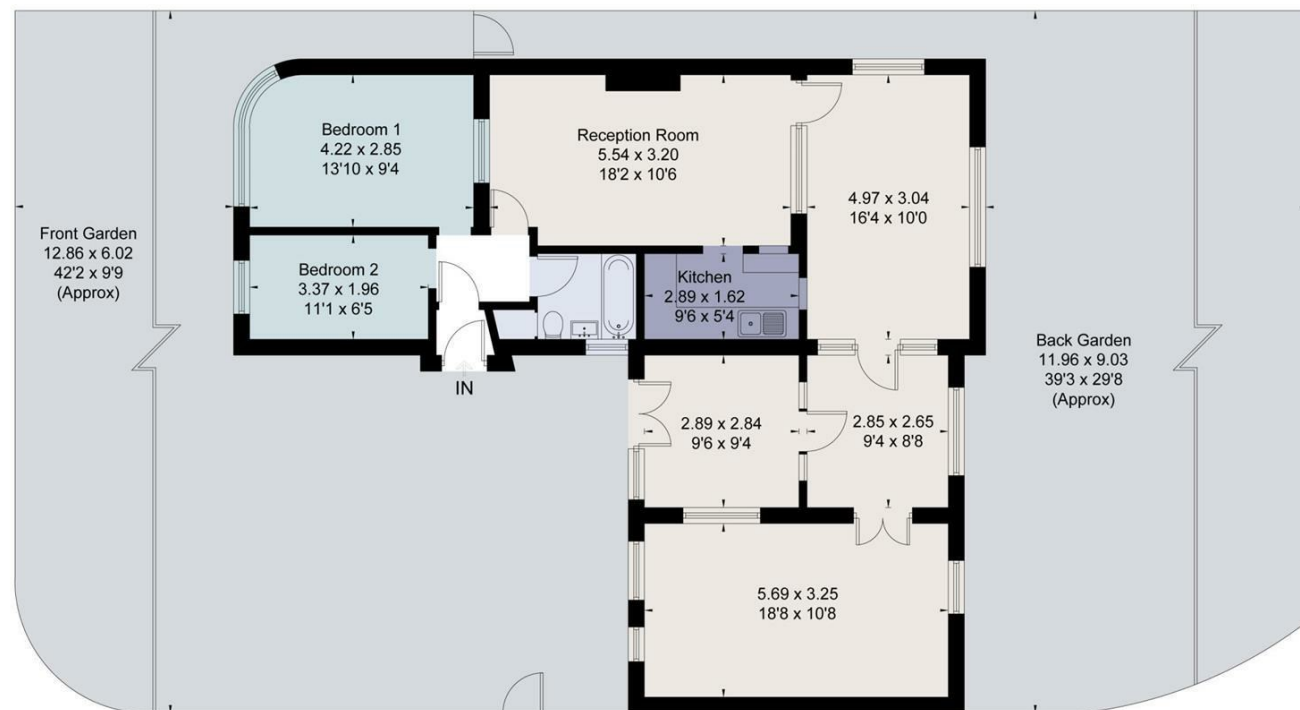 Bedroom 1
4.22 x 2.85
13'10 x 9'4
Reception Room
5.54 x 3.20
18'2 x 10'6
4.97 x 3.04
16'4 x 10'0
Front Garden
12.86 x 6.02
42'2 x 9'9
(Approx)
Bedroom 2
3.37 x 1.96
11'1 x 6'5
Kitchen
2.89 x 1.62
9'6 x 5'4
Back Garden
11.96 x 9.03
39'3 x 29'8
(Approx)
IN
2.89 x 2.84
9'6 x 9'4
2.85 x 2.65
9'4 x 8'8
5.69 x 3.25
18'8 x 10'8